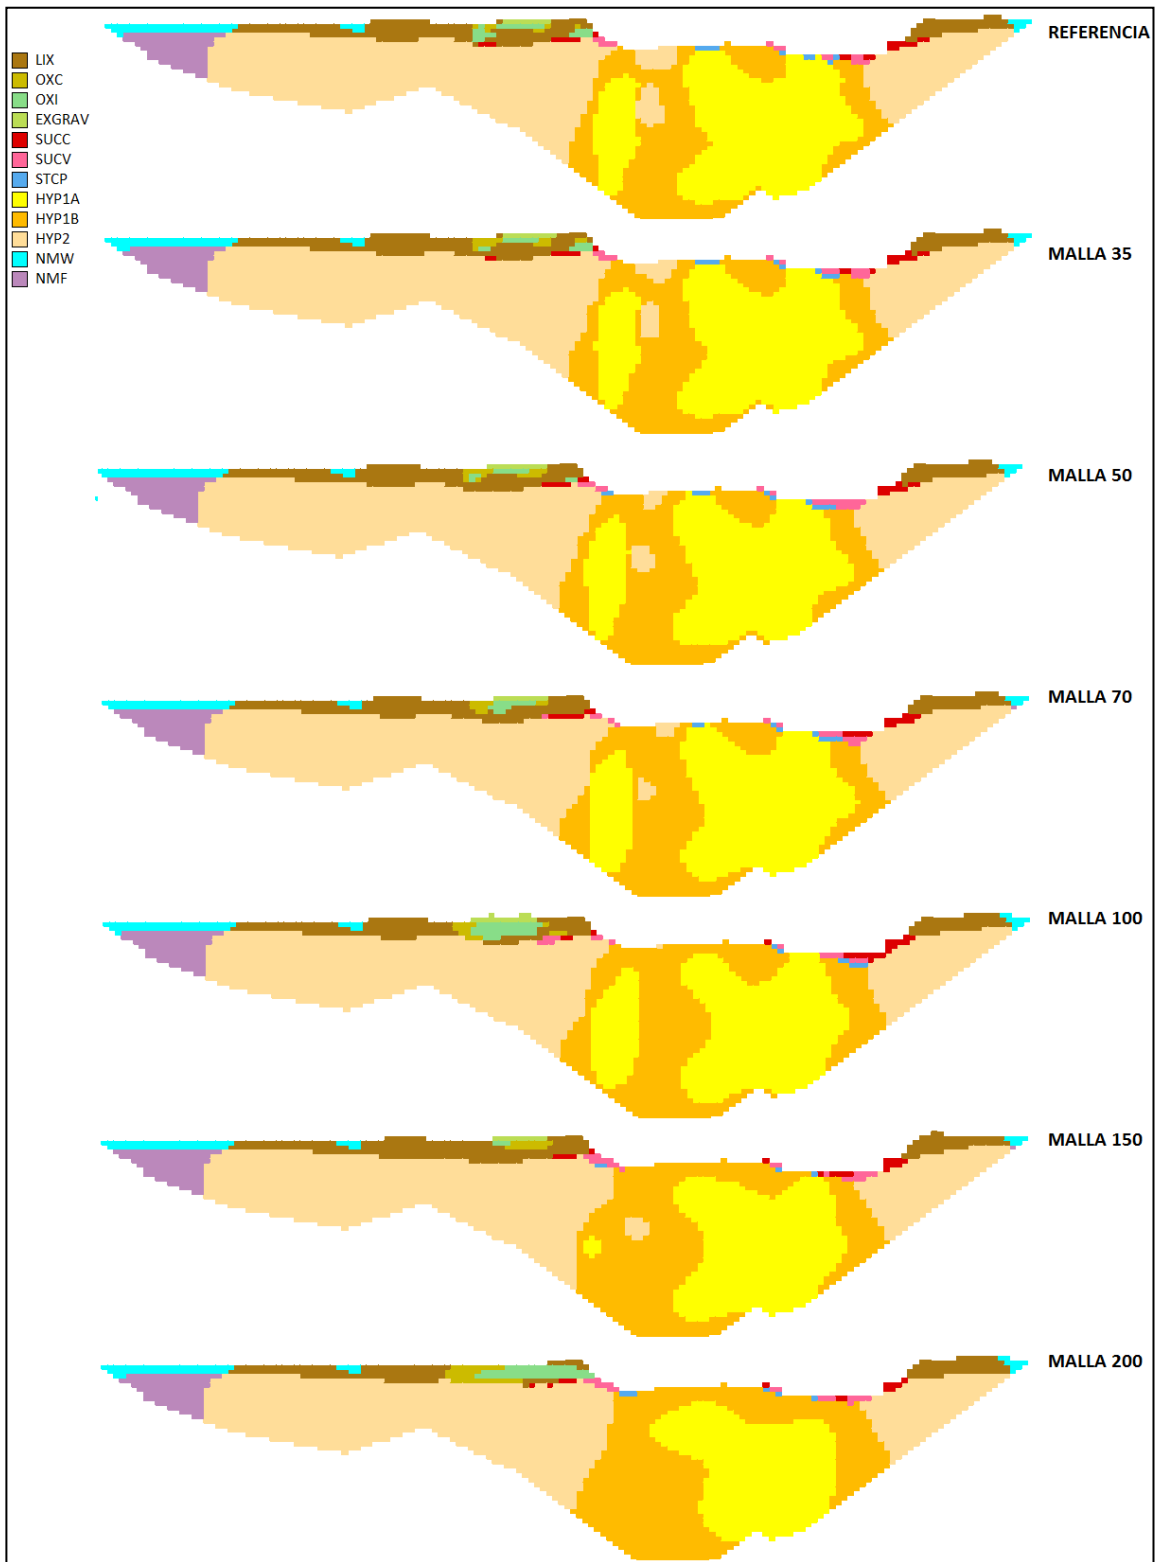 REFERENCIA
LIX
OXC
OXI
EXGRAV
SUCC
SUCV
STCP
HYP1A
HYP1B
HYP2
NMW
NMF
MALLA 35
MALLA 50
MALLA 70
MALLA 100
MALLA 150
MALLA 200